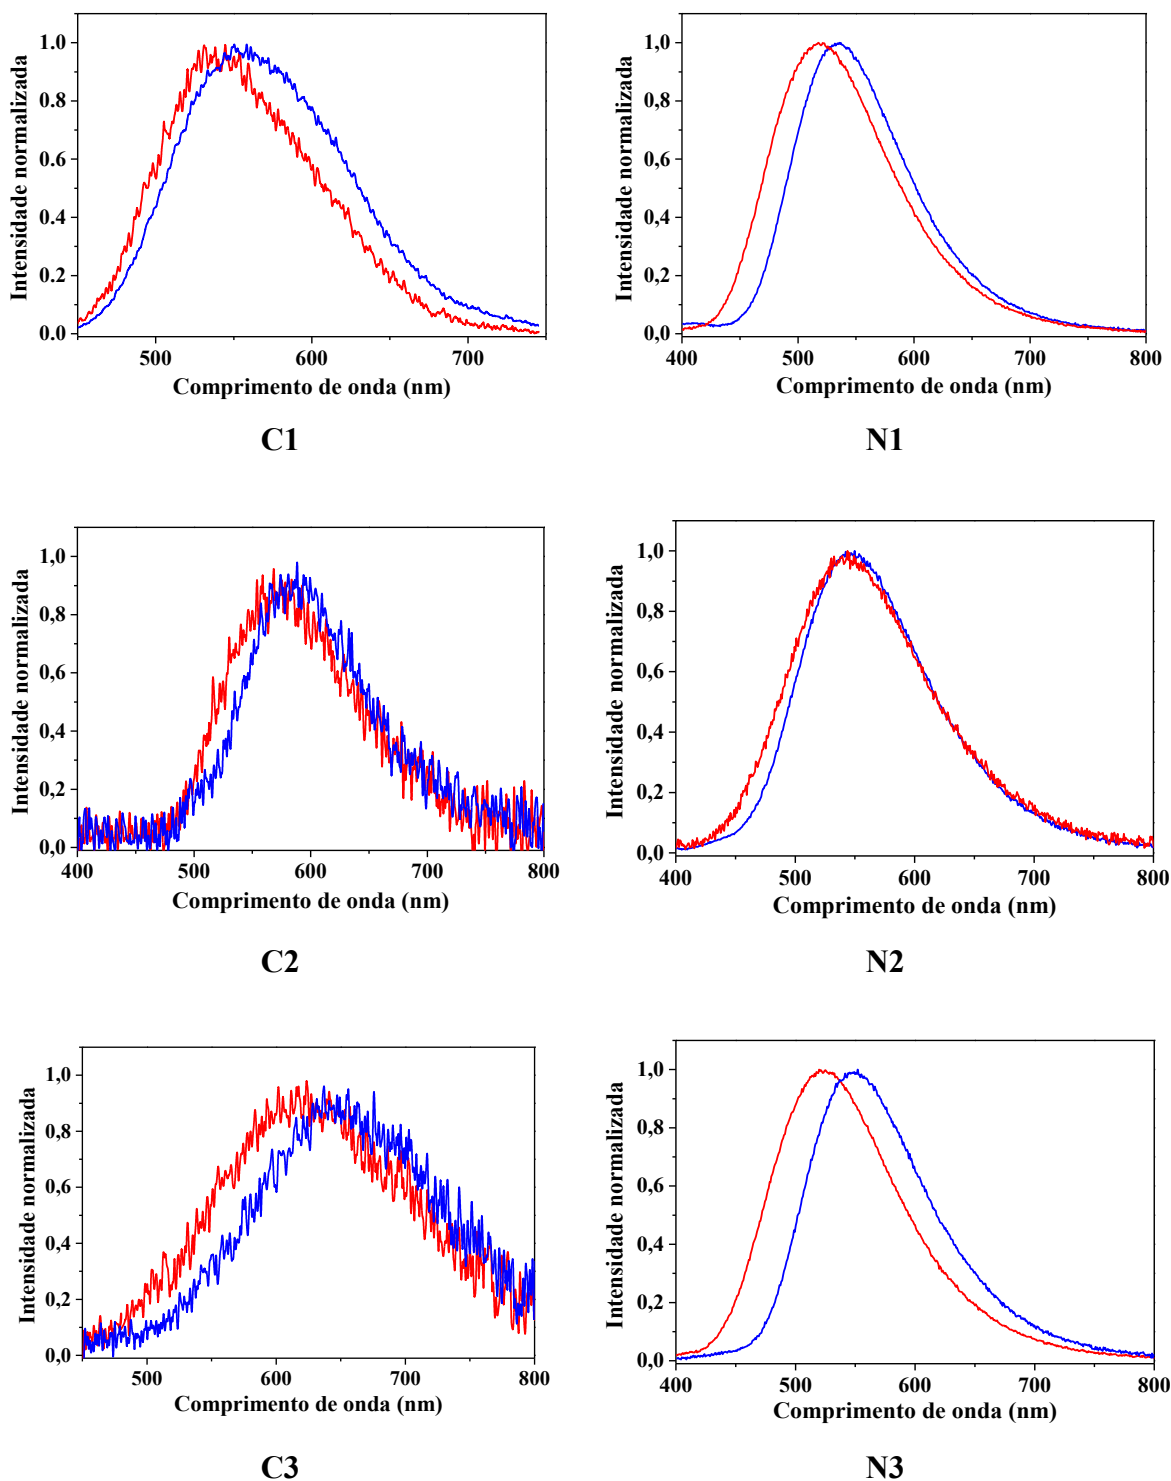 Intensidade normalizada
1,0
0,8
0,6
0,4
0,2
0,0
500 600 700
Comprimento de onda (nm)
C1
Intensidade normalizada
1,0
0,8
0,6
0,4
0,2
0,0
400 500 600 700 800
Comprimento de onda (nm)
N1
Intensidade normalizada
1,0
0,8
0,6
0,4
0,2
0,0
400 500 600 700 800
Comprimento de onda (nm)
C2
Intensidade normalizada
1,0
0,8
0,6
0,4
0,2
0,0
400 500 600 700 800
Comprimento de onda (nm)
N2
Intensidade normalizada
1,0
0,8
0,6
0,4
0,2
0,0
500 600 700 800
Comprimento de onda (nm)
C3
Intensidade normalizada
1,0
0,8
0,6
0,4
0,2
0,0
400 500 600 700 800
Comprimento de onda (nm)
N3